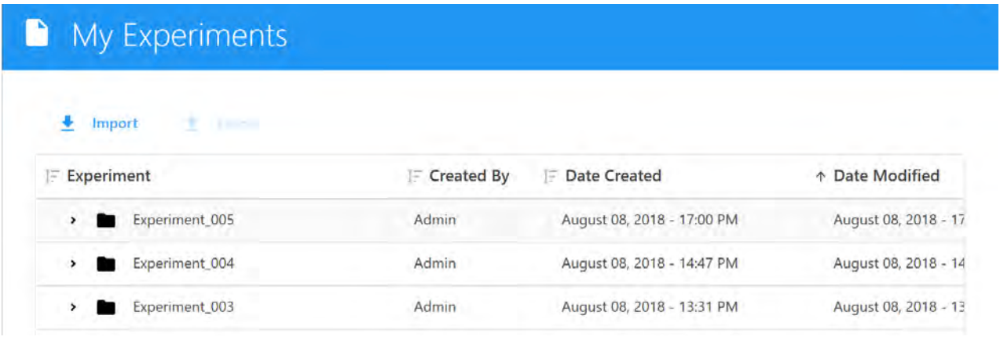 My Experiments
Import
Experiment Created By Date Created Date Modified
Experiment_005 Admin August 08, 2018 - 17:00 PM August 08, 2018 - 17
Experiment_004 Admin August 08, 2018 - 14:47 PM August 08, 2018 - 14
Experiment_003 Admin August 08, 2018 - 13:31 PM August 08, 2018 - 13